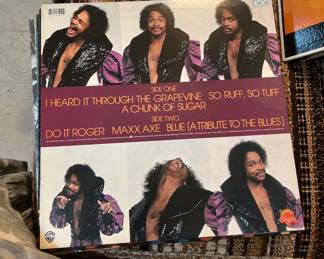 SIDE ONE
I HEARD IT THROUGH THE GRAPEVINE SO RUFF, SO TUFF
A CHUNK OF SUGAR
SIDE TWO
DO IT ROGER MAXX AXE BLUE (A TRIBUTE TO THE BLUES)